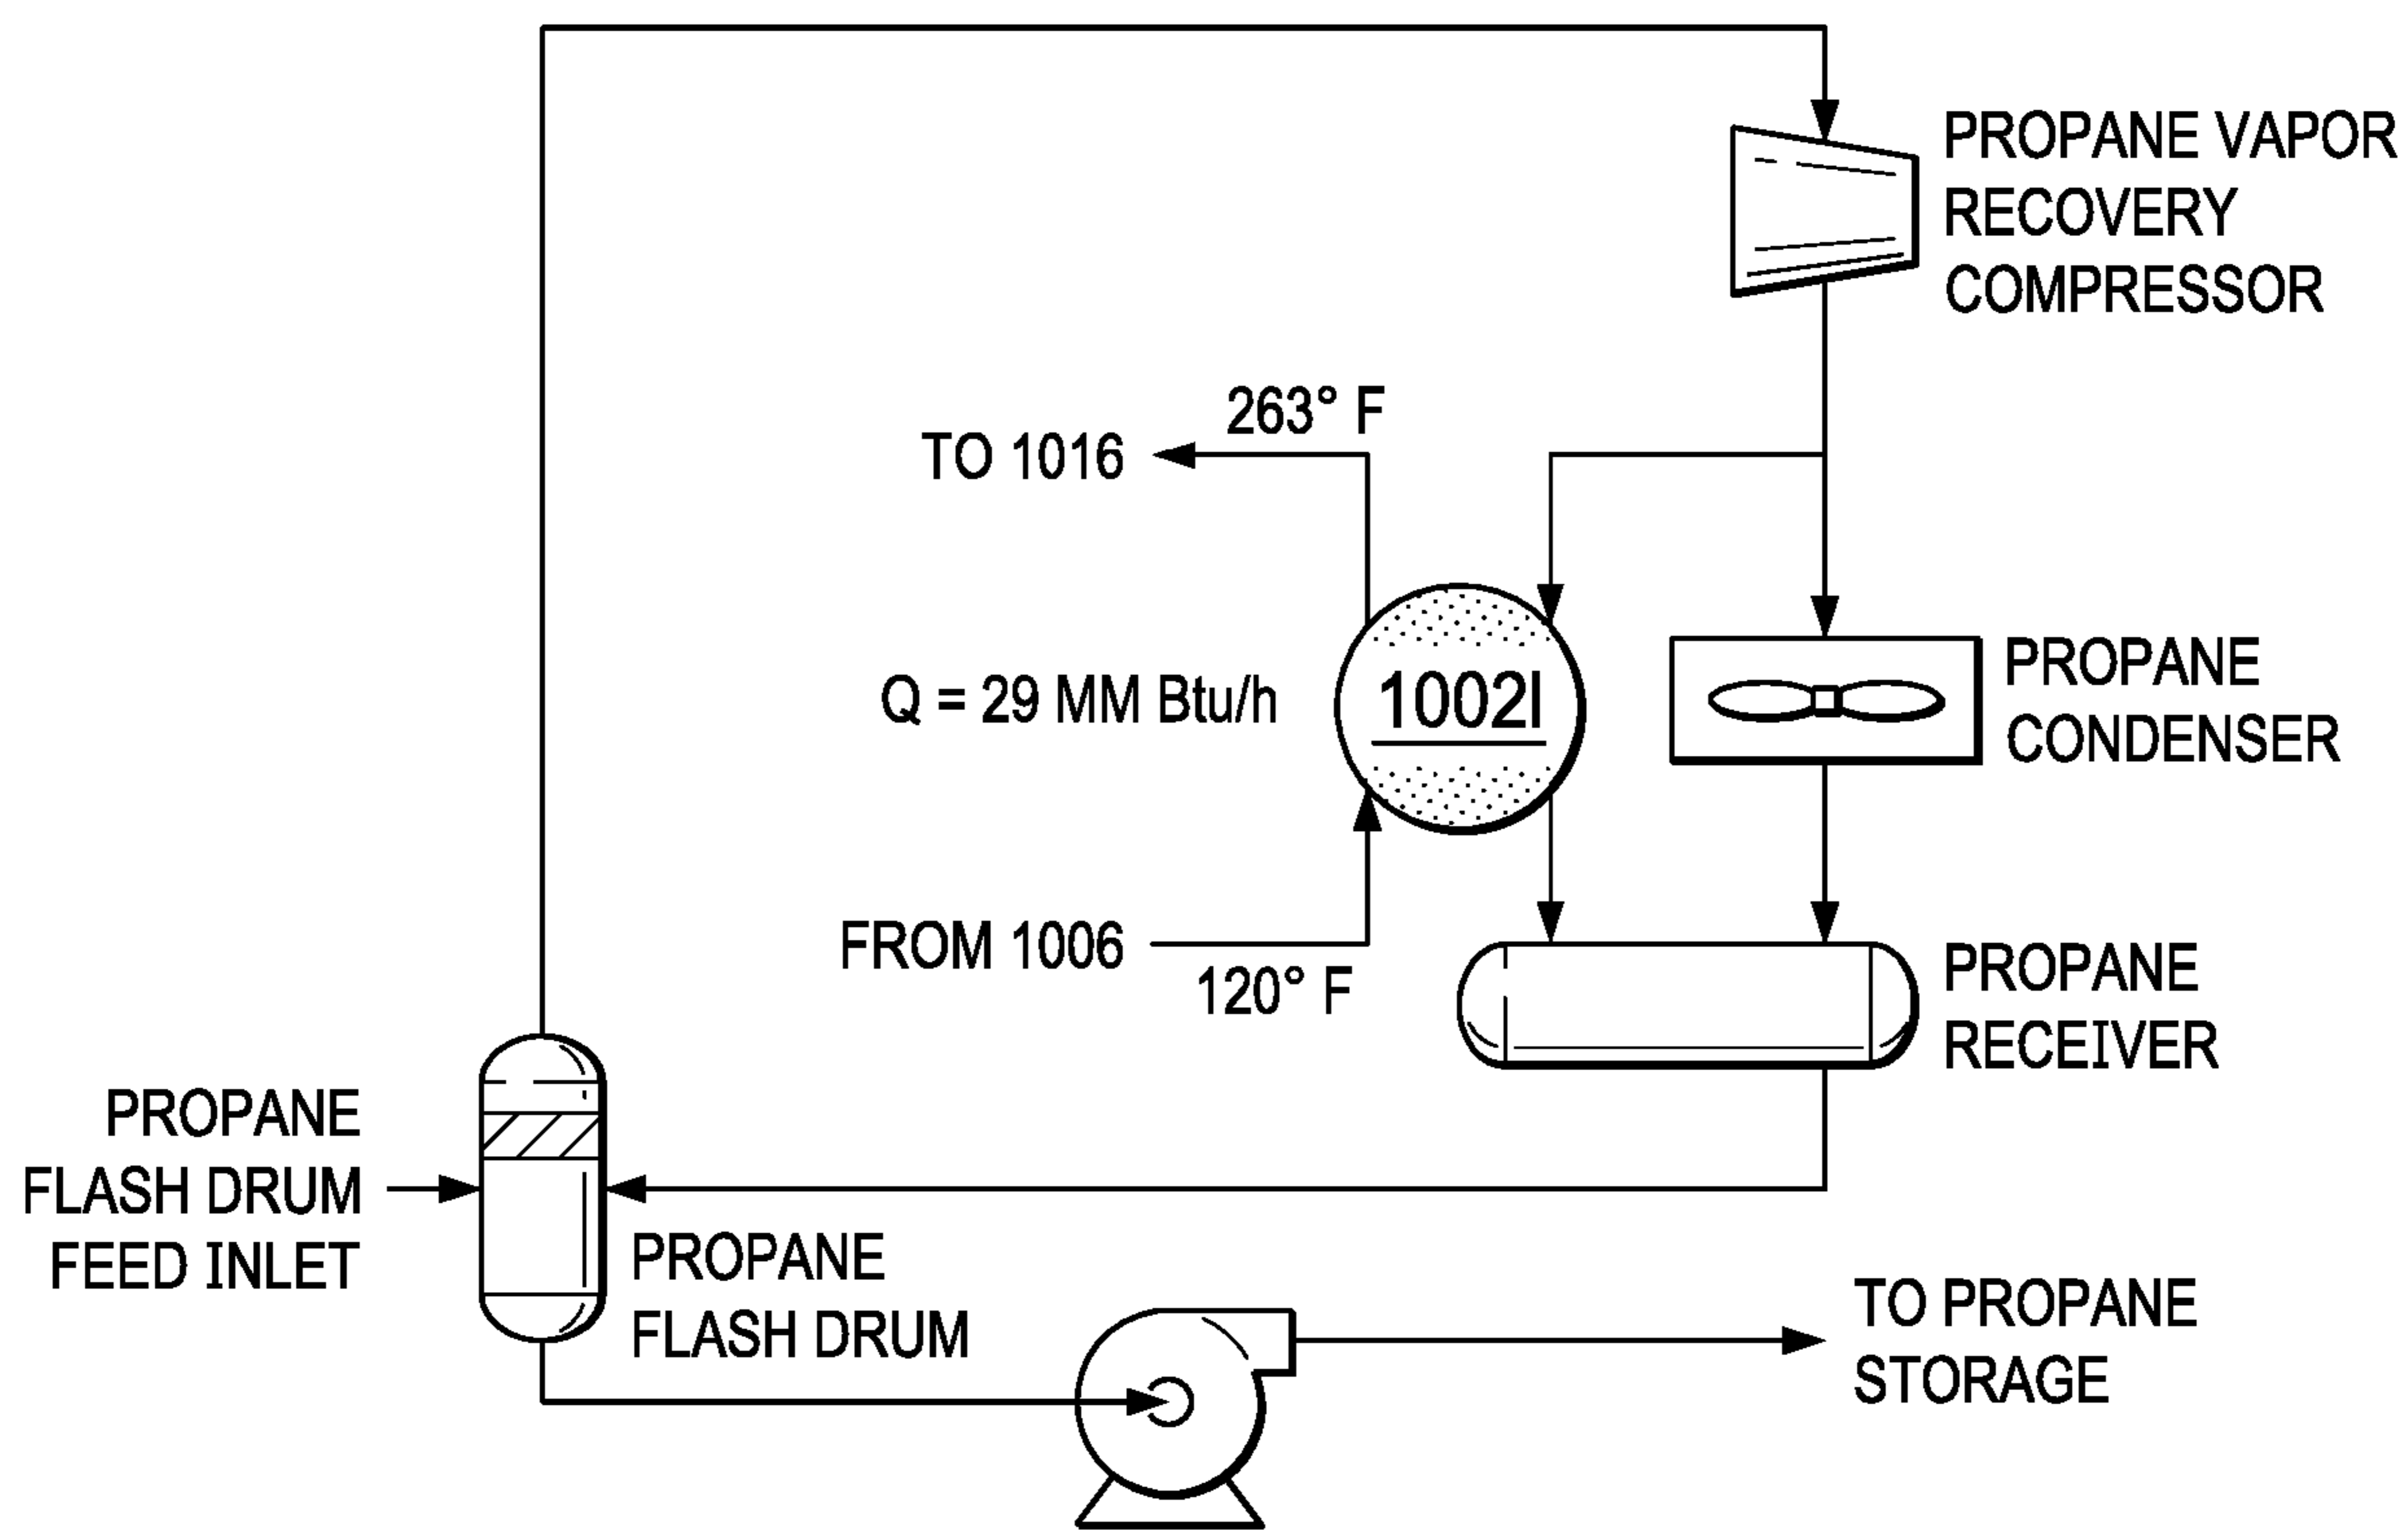 PROPANE VAPOR
RECOVERY
COMPRESSOR
263° F
TO 1016
Q = 29 MM Btu/h
1002I
PROPANE
CONDENSER
FROM 1006
120° F
PROPANE
RECEIVER
PROPANE
FLASH DRUM
FEED INLET
PROPANE
FLASH DRUM
TO PROPANE
STORAGE